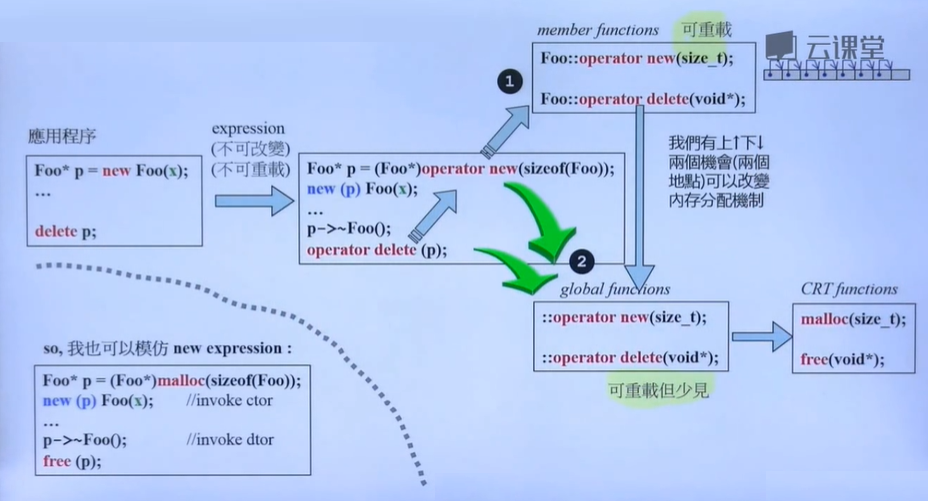 member functions 可重載
云课堂
Foo::operator new(size_t);
Foo::operator delete(void*);
1
應用程序
Foo* p = new Foo(x);
…
delete p;
expression
(不可改變)
(不可重載)
Foo* p = (Foo*)operator new(sizeof(Foo));
new (p) Foo(x);
…
p->~Foo();
operator delete (p);
我們有上↑下↓
兩個機會(兩個
地點)可以改變
內存分配機制
2
global functions
::operator new(size_t);
::operator delete(void*);
可重載但少見
CRT functions
malloc(size_t);
free(void*);
so, 我也可以模仿 new expression :
Foo* p = (Foo*)malloc(sizeof(Foo));
new (p) Foo(x); //invoke ctor
…
p->~Foo(); //invoke dtor
free (p);